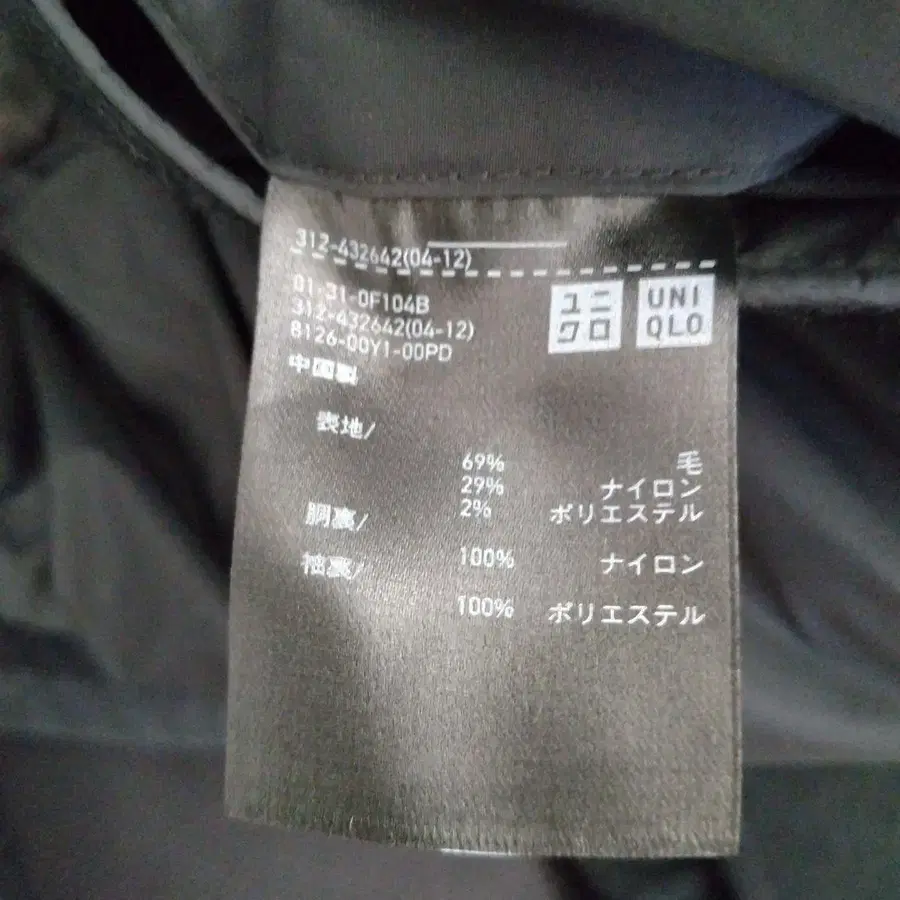 312-432642(04-12)
01-31-0F104B
312-432642(04-12)
8126-00Y1-00PD
中国製
ユニ
クロ
UNI
QLO
表地/
69% 毛
29% ナイロン
2% ポリエステル
胴裏/
100% ナイロン
袖裏/
100% ポリエステル